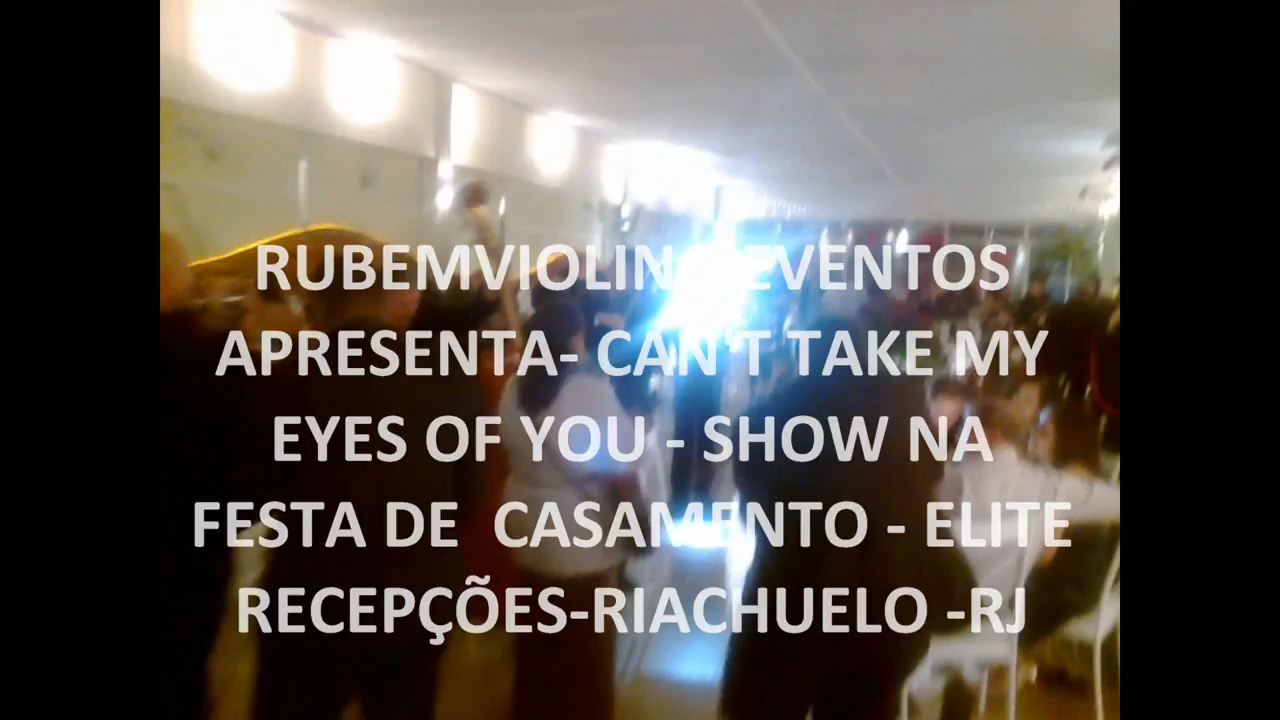 RUBEMVIOLINO EVENTOS
APRESENTA- CAN'T TAKE MY
EYES OF YOU - SHOW NA
FESTA DE CASAMENTO - ELITE
RECEPÇÕES-RIACHUELO -RJ